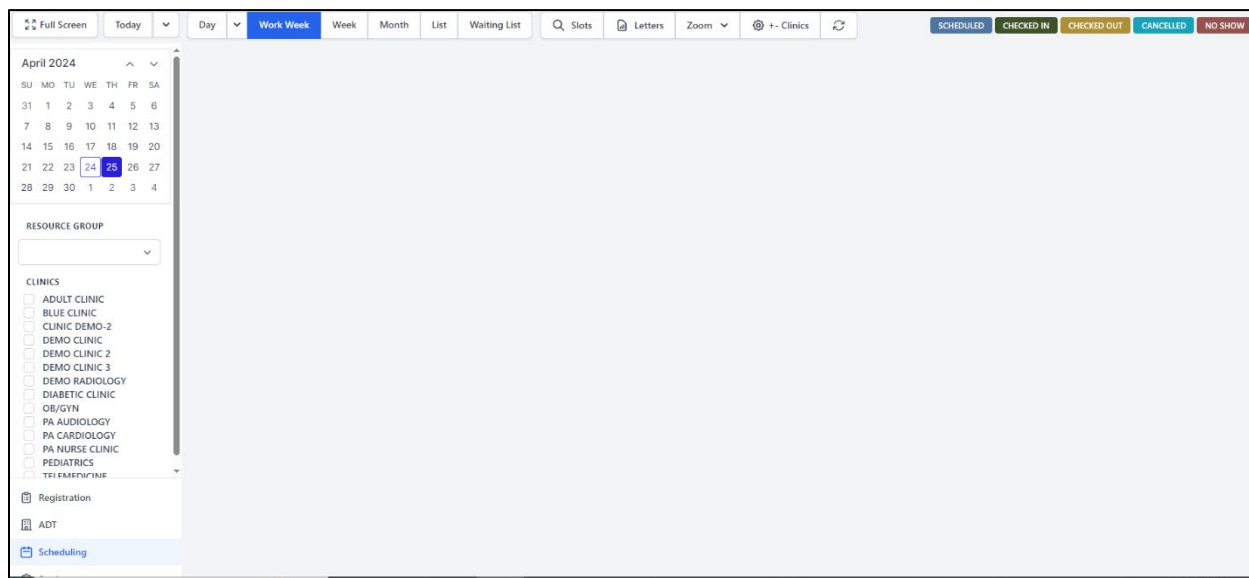 Full Screen Today Day Work Week Week Month List Waiting List Slots Letters Zoom +- Clinics SCHEDULED CHECKED IN CHECKED OUT CANCELLED NO SHOW
April 2024
SU MO TU WE TH FR SA
31 1 2 3 4 5 6
7 8 9 10 11 12 13
14 15 16 17 18 19 20
21 22 23 24 25 26 27
28 29 30 1 2 3 4
RESOURCE GROUP
CLINICS
ADULT CLINIC
BLUE CLINIC
CLINIC DEMO-2
DEMO CLINIC
DEMO CLINIC 2
DEMO CLINIC 3
DEMO RADIOLOGY
DIABETIC CLINIC
OB/GYN
PA AUDIOLOGY
PA CARDIOLOGY
PA NURSE CLINIC
PEDIATRICS
TELEMEDICINE
Registration
ADT
Scheduling